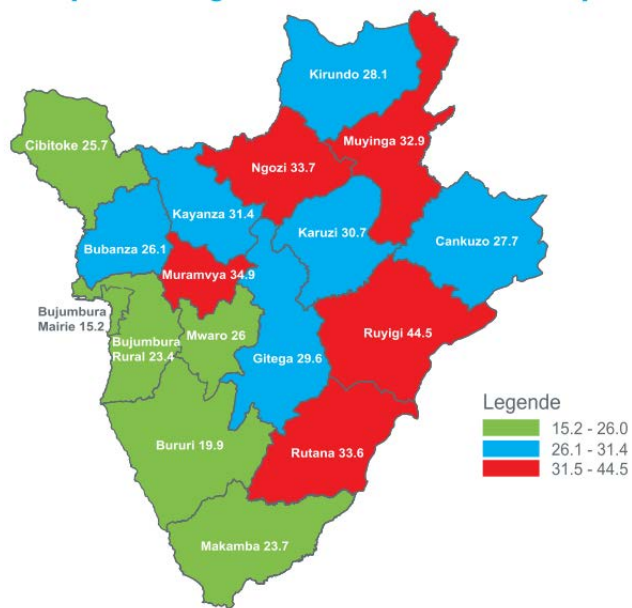 Kirundo 28.1
Cibitoke 25.7
Muyinga 32.9
Ngozi 33.7
Kayanza 31.4
Karuzi 30.7
Bubanza 26.1
Cankuzo 27.7
Muramvya 34.9
Bujumbura
Mairie 15.2
Bujumbura
Rural 23.4
Mwaro 26
Ruyigi 44.5
Gitega 29.6
Bururi 19.9
Rutana 33.6
Makamba 23.7
Legende
15.2 - 26.0
26.1 - 31.4
31.5 - 44.5